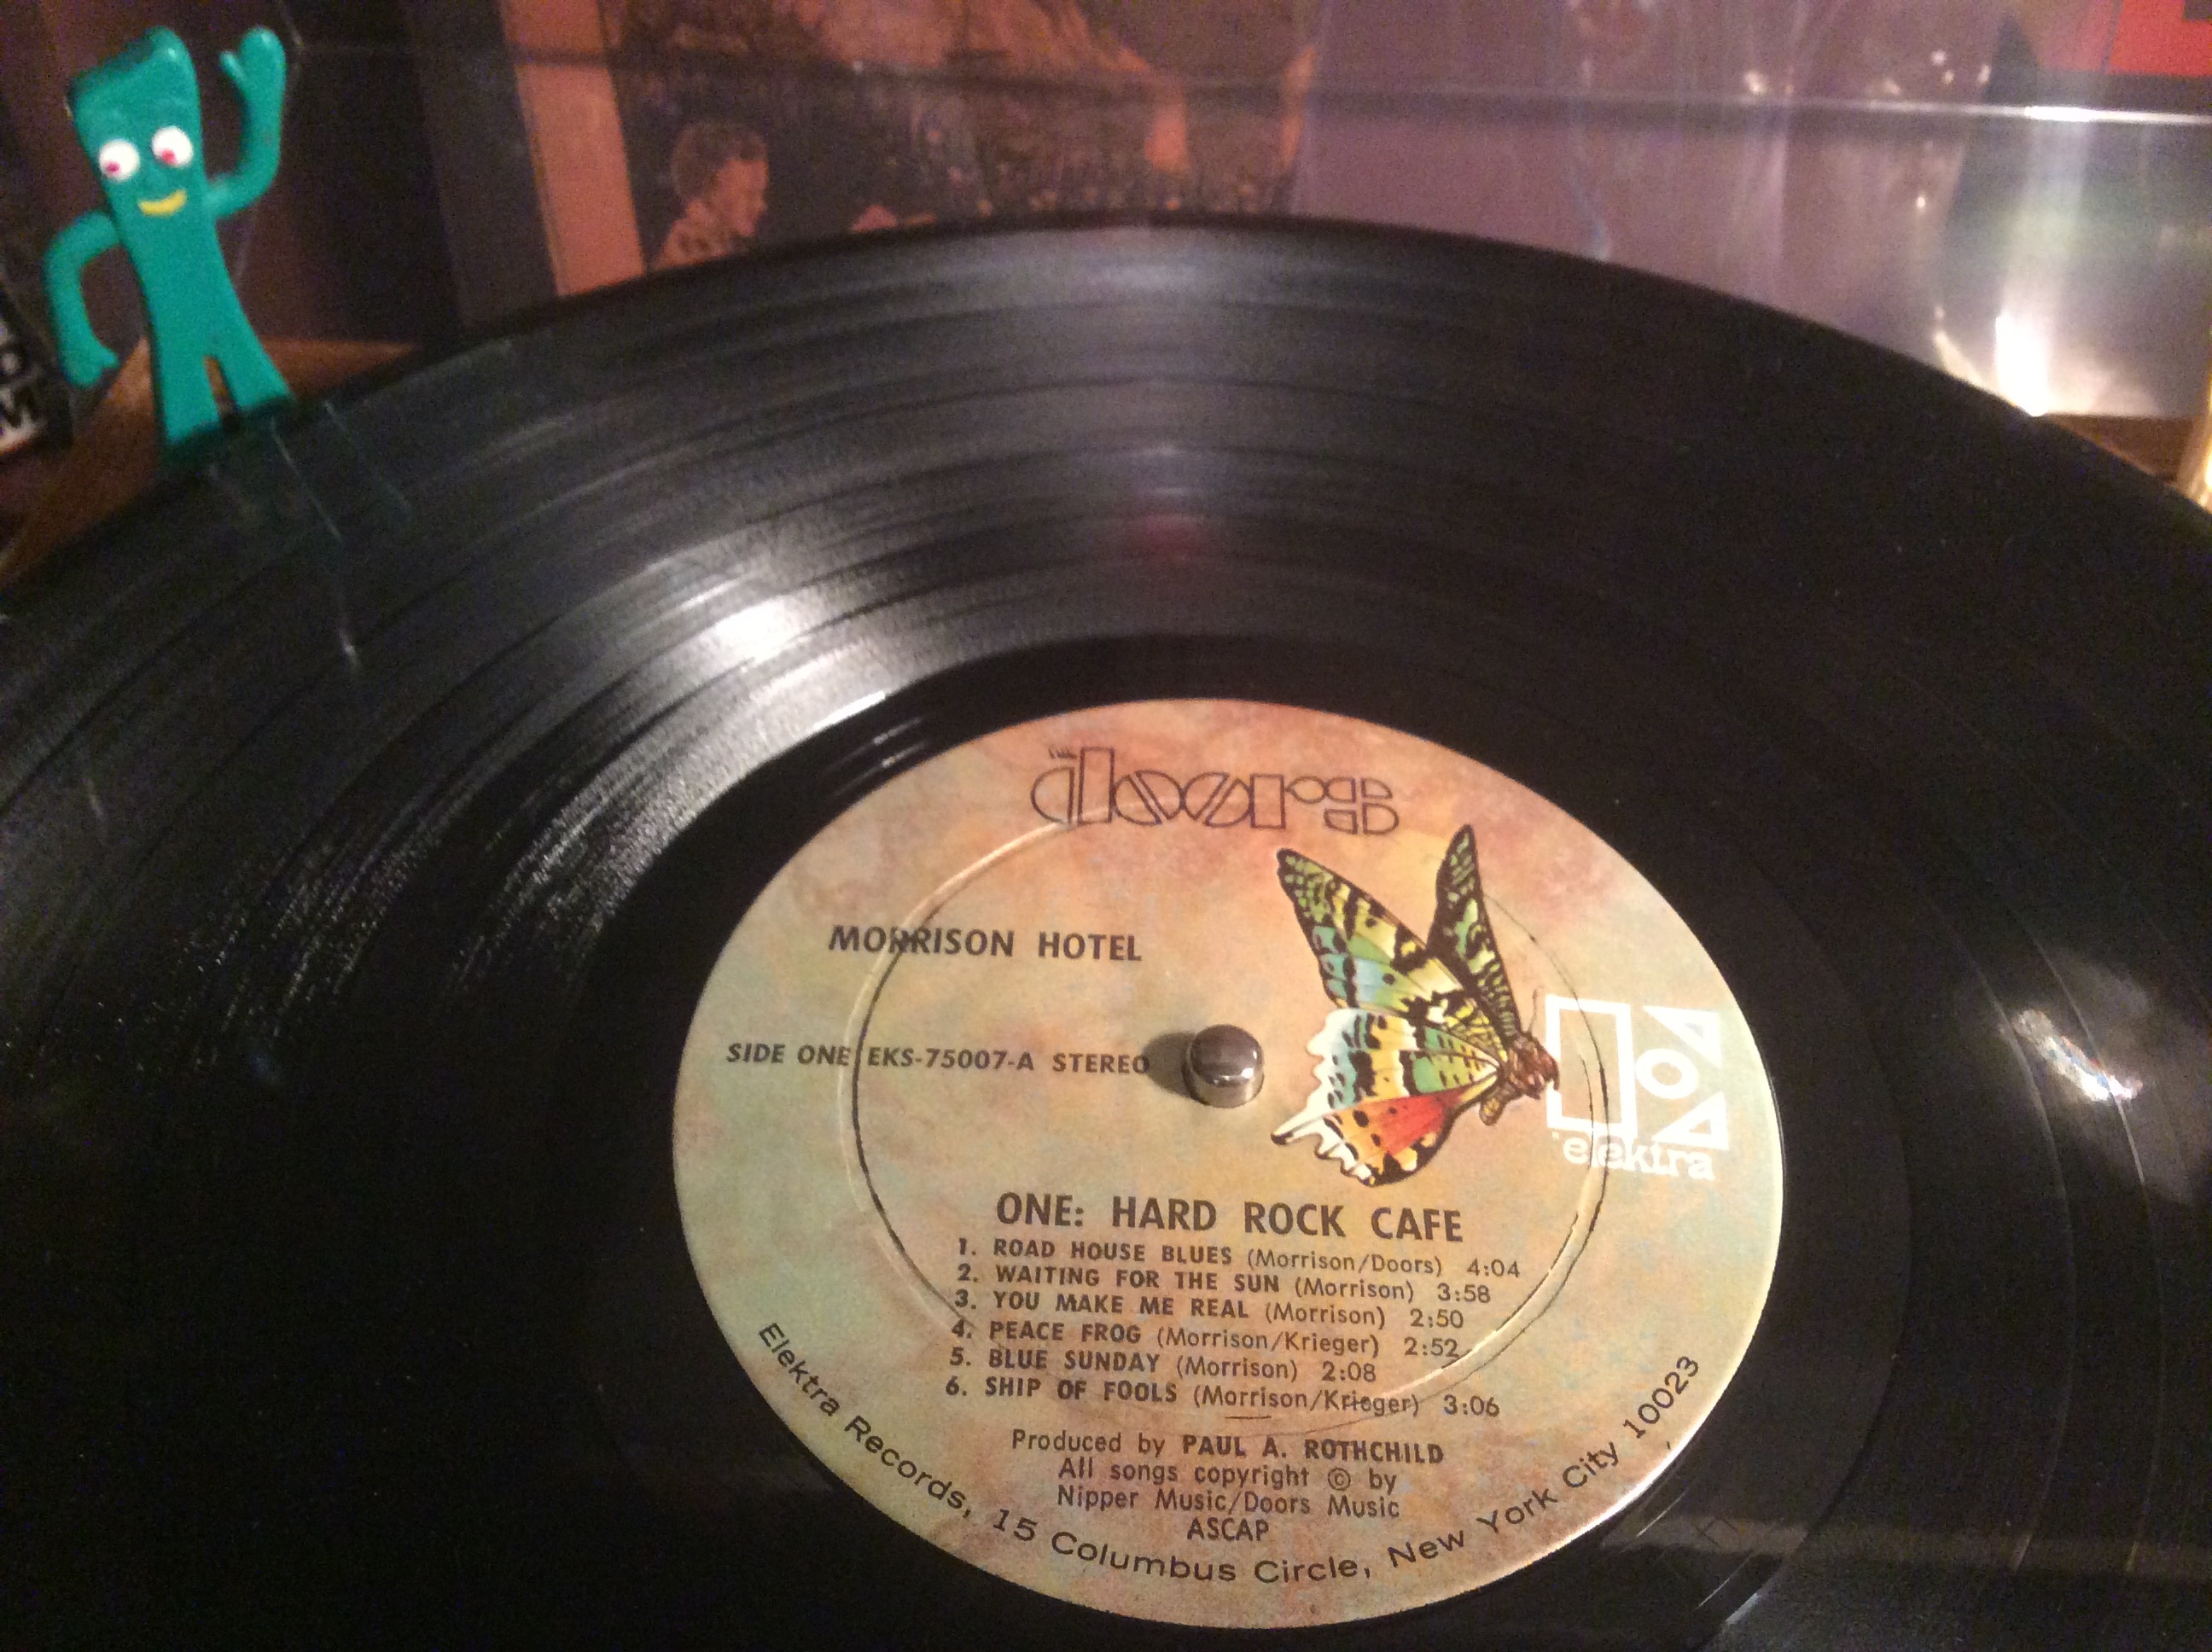 THE
doors
MORRISON HOTEL
SIDE ONE EKS-75007-A STEREO
elektra
ONE: HARD ROCK CAFE
1. ROAD HOUSE BLUES (Morrison/Doors) 4:04
2. WAITING FOR THE SUN (Morrison) 3:58
3. YOU MAKE ME REAL (Morrison) 2:50
4. PEACE FROG (Morrison/Krieger) 2:52
5. BLUE SUNDAY (Morrison) 2:08
6. SHIP OF FOOLS (Morrison/Krieger) 3:06
Produced by PAUL A. ROTHCHILD
All songs copyright © by
Nipper Music/Doors Music
ASCAP
Elektra Records, 15 Columbus Circle, New York City 10023